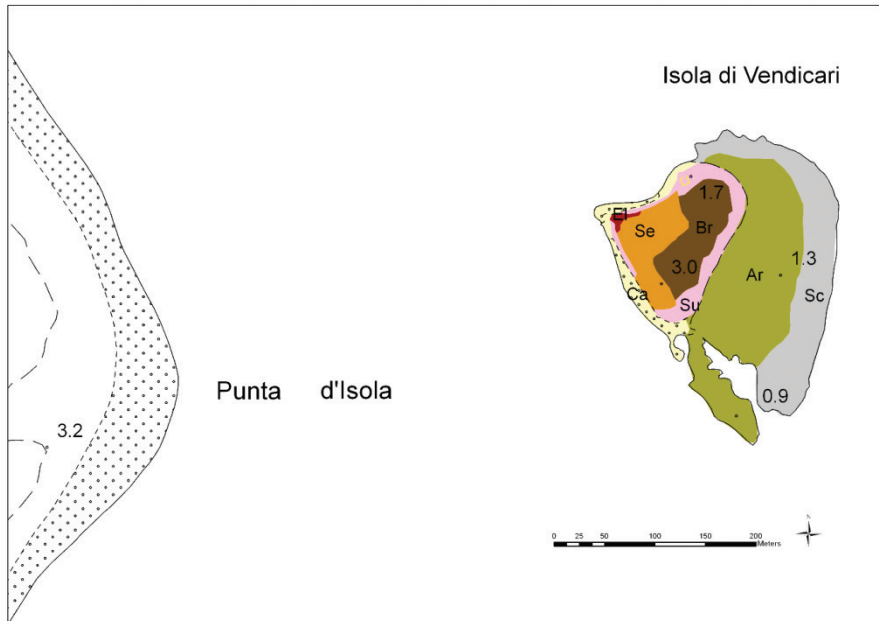 Isola di Vendicari
1.7
El
Se
Br
3.0
1.3
Ar
Ca
Sc
Su
Punta d'Isola
0.9
3.2
N
0 25 50 100 150 200
Meters